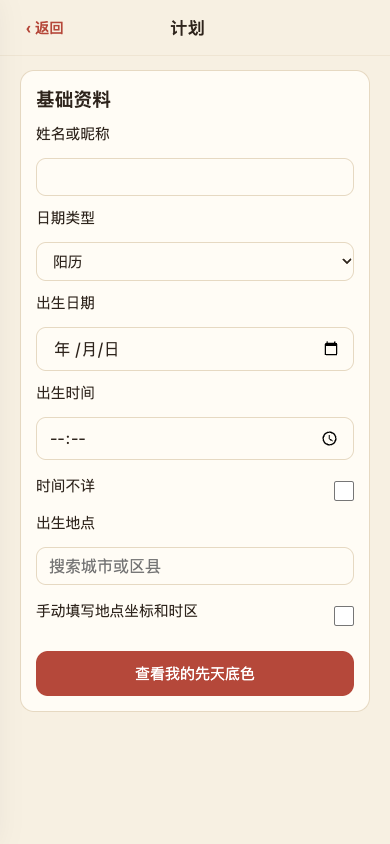 ‹ 返回
计划
基础资料
姓名或昵称
日期类型
阳历
出生日期
年 /月/日
出生时间
--:--
时间不详
出生地点
搜索城市或区县
手动填写地点坐标和时区
查看我的先天底色